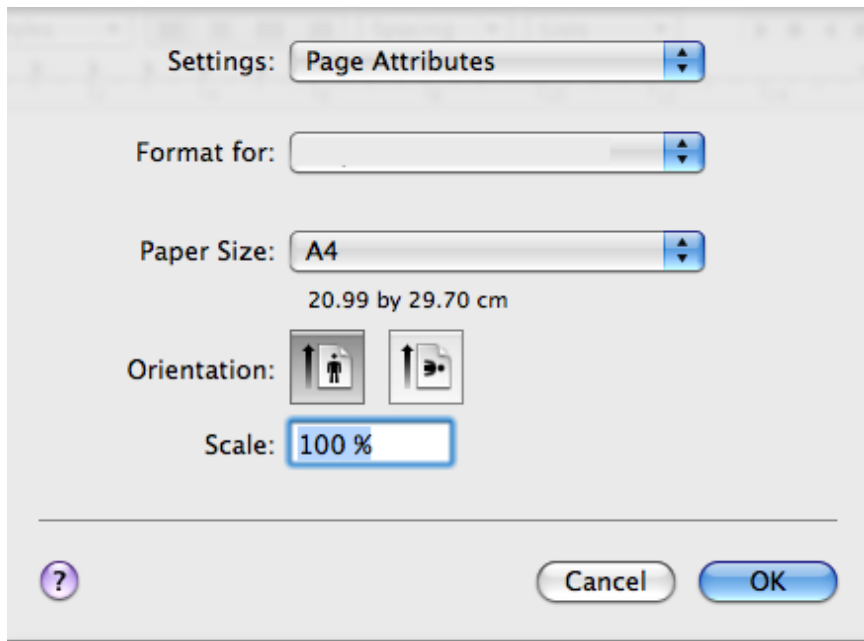 Settings: Page Attributes
Format for:
Paper Size: A4
20.99 by 29.70 cm
Orientation:
Scale: 100 %
? Cancel OK